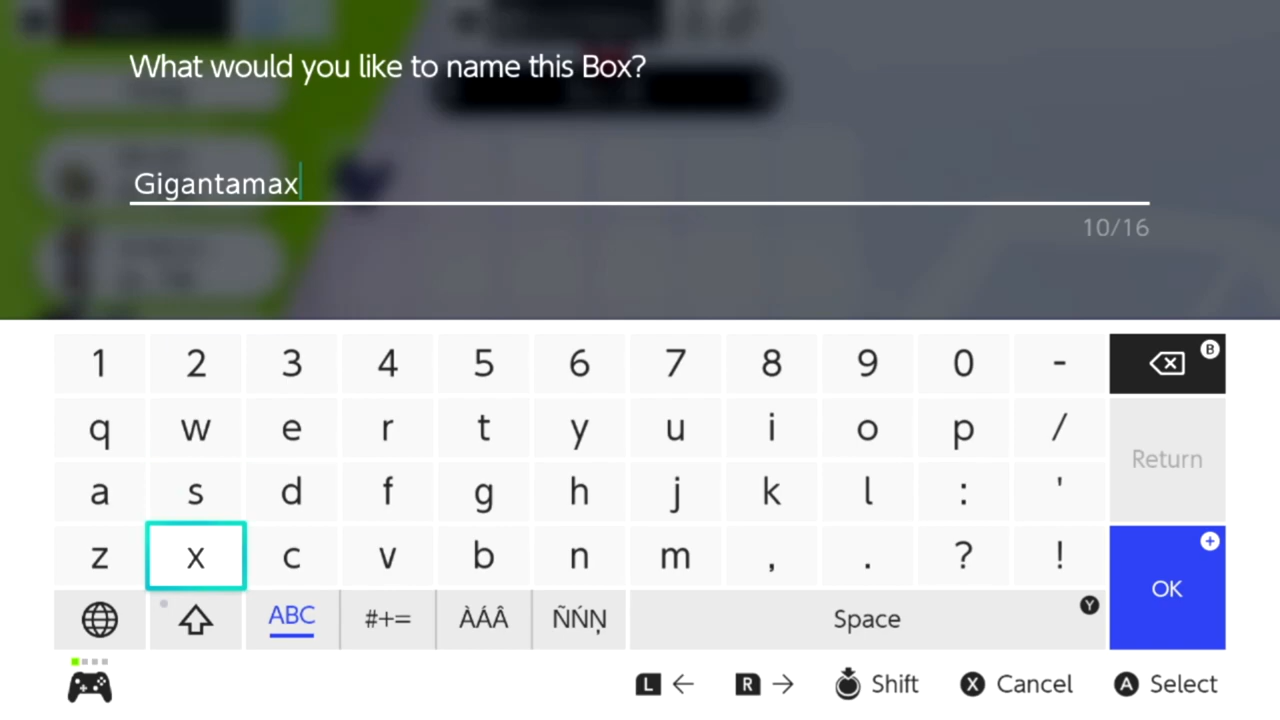 What would you like to name this Box?
Gigantamax
10/16
1 2 3 4 5 6 7 8 9 0 - B
q w e r t y u i o p / Return
a s d f g h j k l : '
z x c v b n m , . ? ! + OK
ABC #+= ÀÁÂ ÑŃŅ Space Y
L ← R → Shift X Cancel A Select